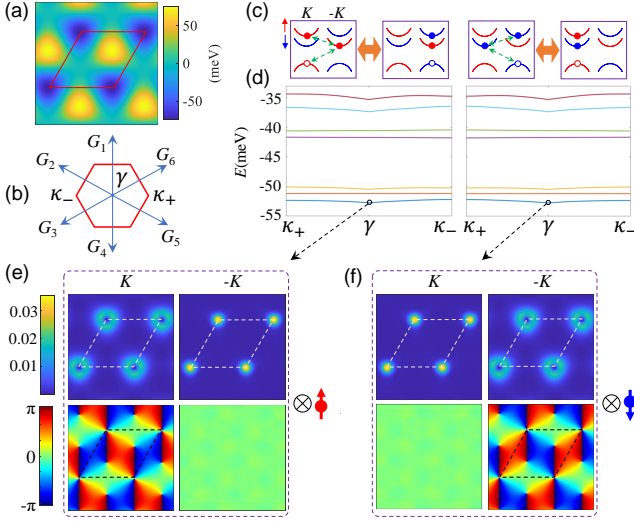 (a)
50
0
-50
(meV)
(b)
G1
G2
G3
G4
G5
G6
γ
κ−
κ+
(c)
K -K
(d)
E(meV)
-35
-40
-45
-50
-55
κ+ γ κ− κ+ γ κ−
(e)
K -K
0.03
0.02
0.01
π
0
-π
(f)
K -K